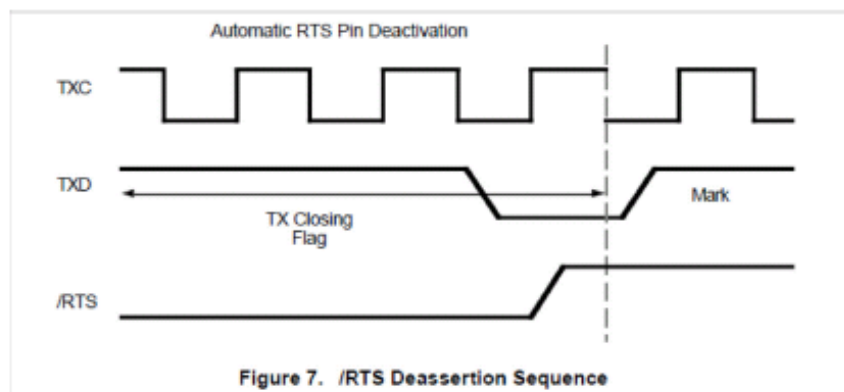 Automatic RTS Pin Deactivation
TXC
TXD
Mark
TX Closing
Flag
/RTS
Figure 7. /RTS Deassertion Sequence